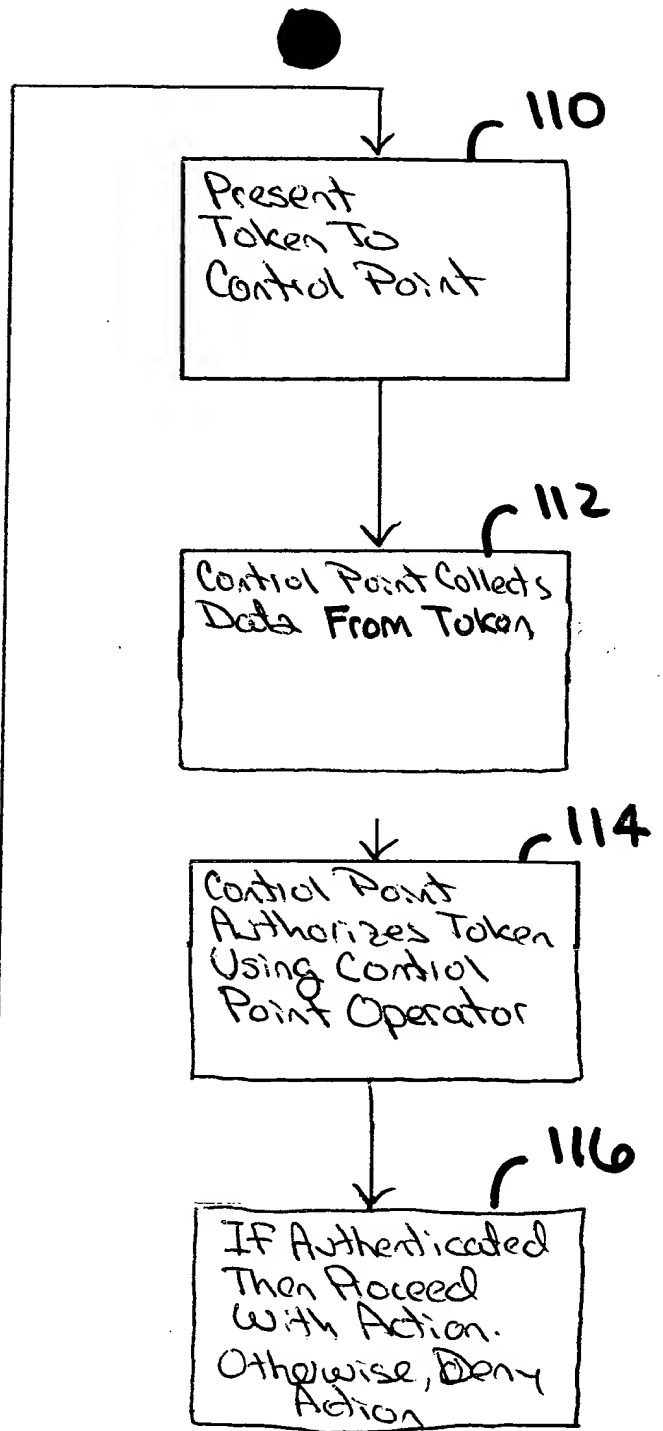 110
Present
Token To
Control Point
112
Control Point Collects
Data From Token
114
Control Point
Authorizes Token
Using Control
Point Operator
116
If Authenticated
Then Proceed
With Action.
Otherwise, Deny
Action